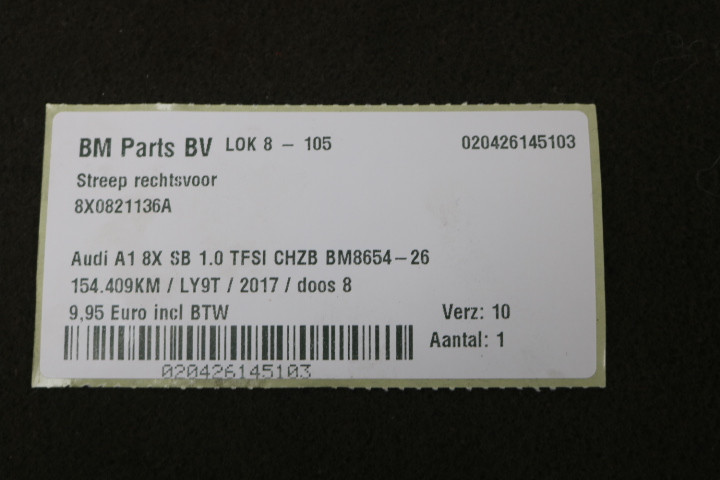 BM Parts BV LOK 8 - 105 020426145103
Streep rechtsvoor
8X0821136A
Audi A1 8X SB 1.0 TFSI CHZB BM8654-26
154.409KM / LY9T / 2017 / doos 8
9,95 Euro incl BTW Verz: 10
Aantal: 1
020426145103